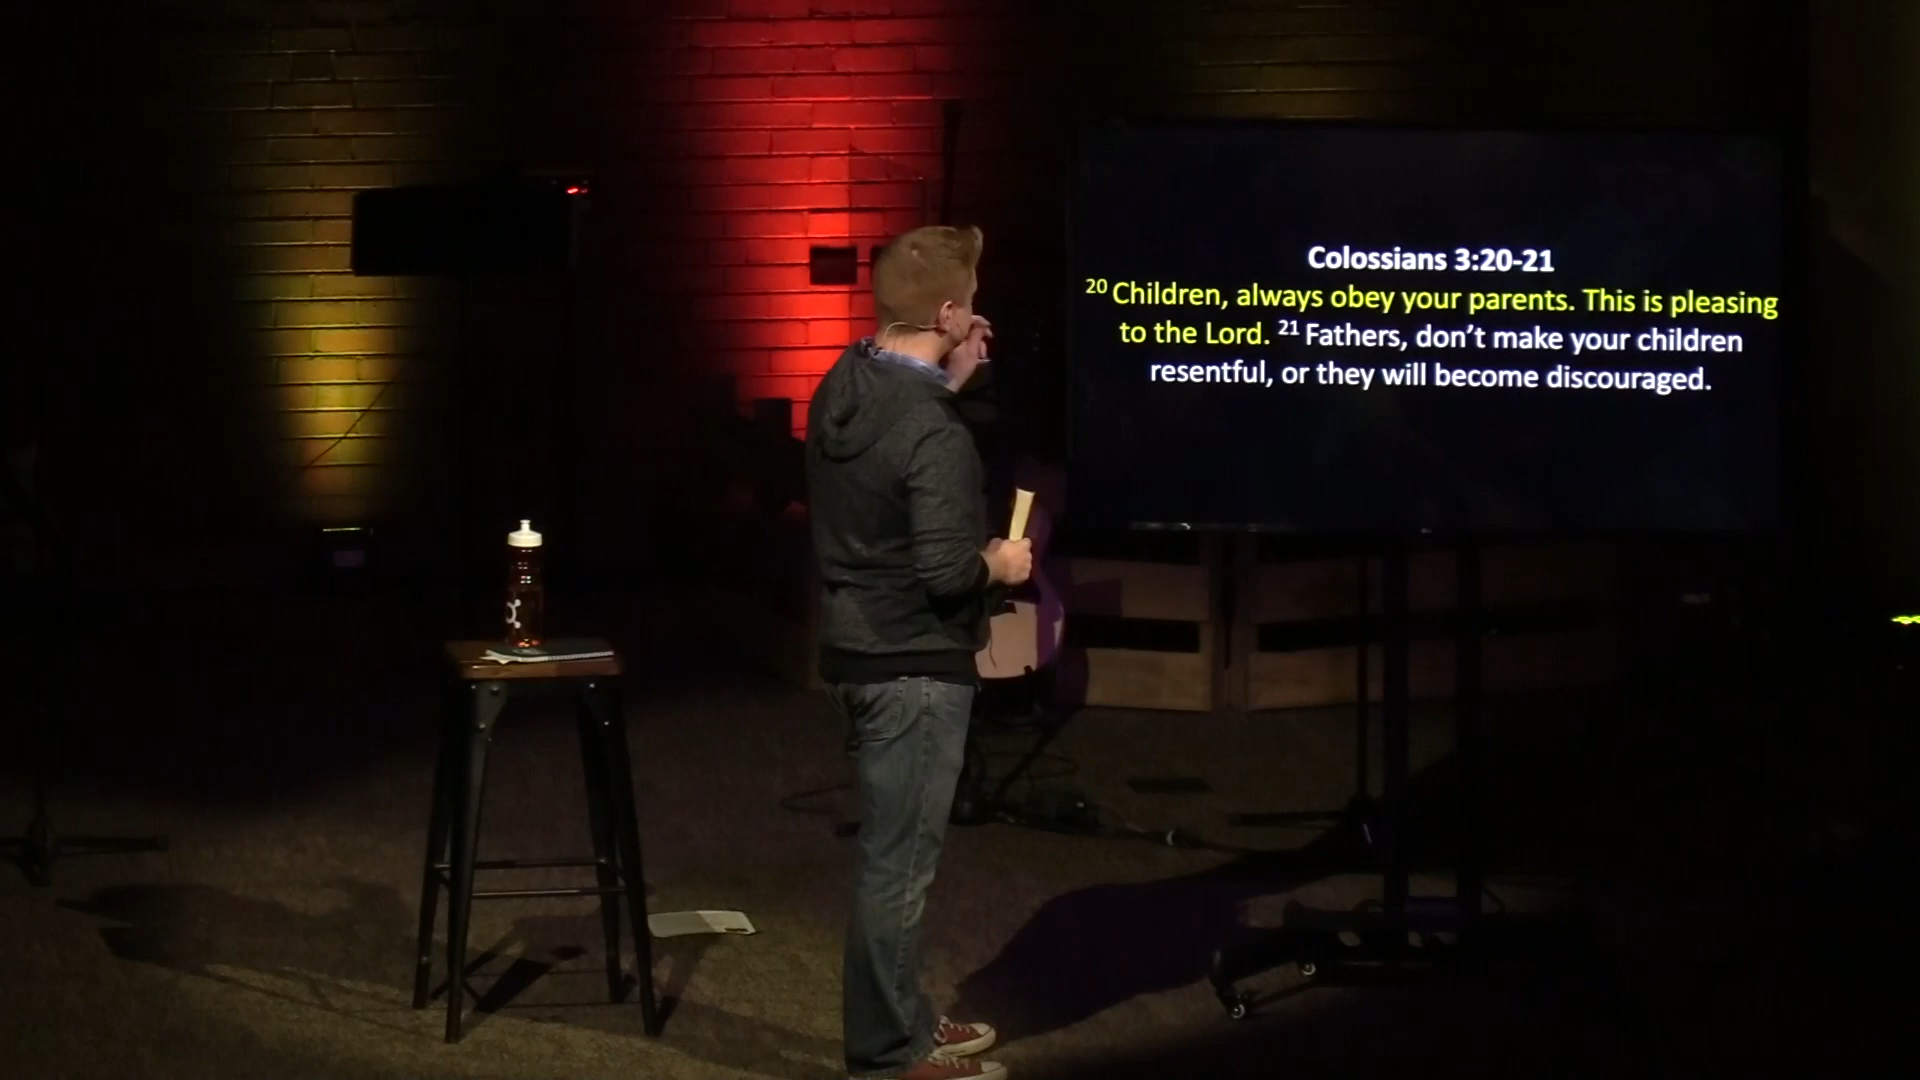 Colossians 3:20-21
20 Children, always obey your parents. This is pleasing
to the Lord. 21 Fathers, don’t make your children
resentful, or they will become discouraged.